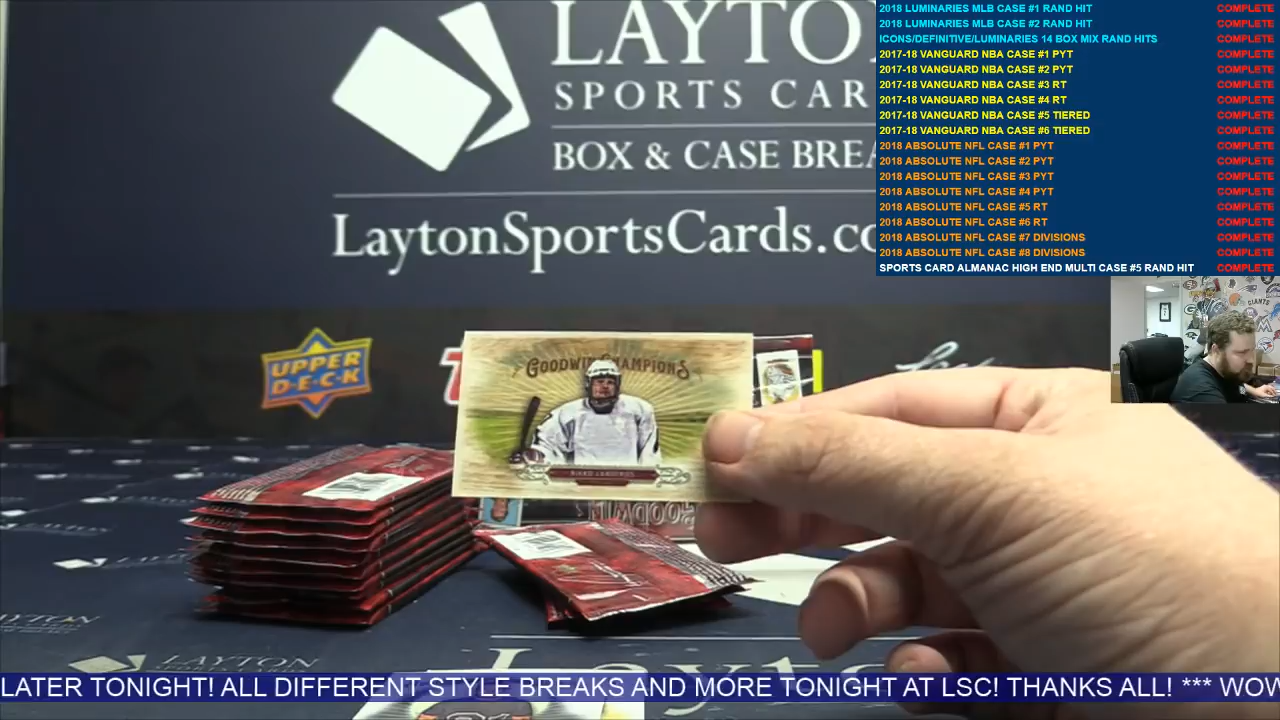 LAYTO
SPORTS CAR
BOX & CASE BREA
LaytonSportsCards.co
2018 LUMINARIES MLB CASE #1 RAND HIT COMPLETE
2018 LUMINARIES MLB CASE #2 RAND HIT COMPLETE
ICONS/DEFINITIVE/LUMINARIES 14 BOX MIX RAND HITS COMPLETE
2017-18 VANGUARD NBA CASE #1 PYT COMPLETE
2017-18 VANGUARD NBA CASE #2 PYT COMPLETE
2017-18 VANGUARD NBA CASE #3 RT COMPLETE
2017-18 VANGUARD NBA CASE #4 RT COMPLETE
2017-18 VANGUARD NBA CASE #5 TIERED COMPLETE
2017-18 VANGUARD NBA CASE #6 TIERED COMPLETE
2018 ABSOLUTE NFL CASE #1 PYT COMPLETE
2018 ABSOLUTE NFL CASE #2 PYT COMPLETE
2018 ABSOLUTE NFL CASE #3 PYT COMPLETE
2018 ABSOLUTE NFL CASE #4 PYT COMPLETE
2018 ABSOLUTE NFL CASE #5 RT COMPLETE
2018 ABSOLUTE NFL CASE #6 RT COMPLETE
2018 ABSOLUTE NFL CASE #7 DIVISIONS COMPLETE
2018 ABSOLUTE NFL CASE #8 DIVISIONS COMPLETE
SPORTS CARD ALMANAC HIGH END MULTI CASE #5 RAND HIT COMPLETE
UPPER
D·E·C·K
GOODWIN CHAMPIONS
GOODWIN
LAYTON
Layto
LATER TONIGHT! ALL DIFFERENT STYLE BREAKS AND MORE TONIGHT AT LSC! THANKS ALL! *** WOW